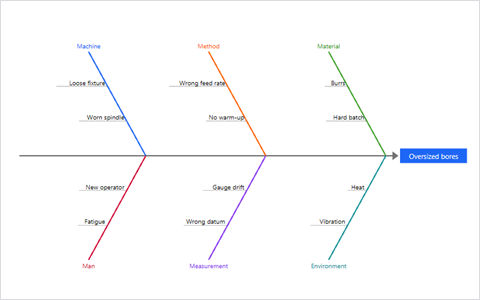 Machine
Method
Material
Loose fixture
Wrong feed rate
Burrs
Worn spindle
No warm-up
Hard batch
Oversized bores
New operator
Gauge drift
Heat
Fatigue
Wrong datum
Vibration
Man
Measurement
Environment